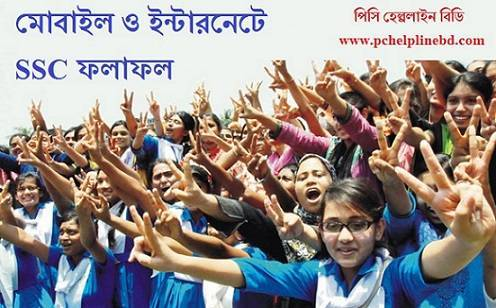 মোবাইল ও ইন্টারনেটে
SSC ফলাফল
পিসি হেল্পলাইন বিডি
www.pchelplinebd.com